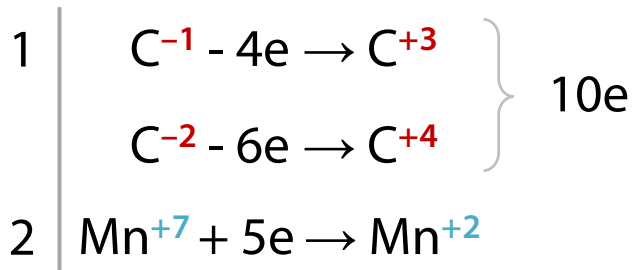 1 C⁻¹ - 4e → C⁺³
10e
C⁻² - 6e → C⁺⁴
2 Mn⁺⁷ + 5e → Mn⁺²